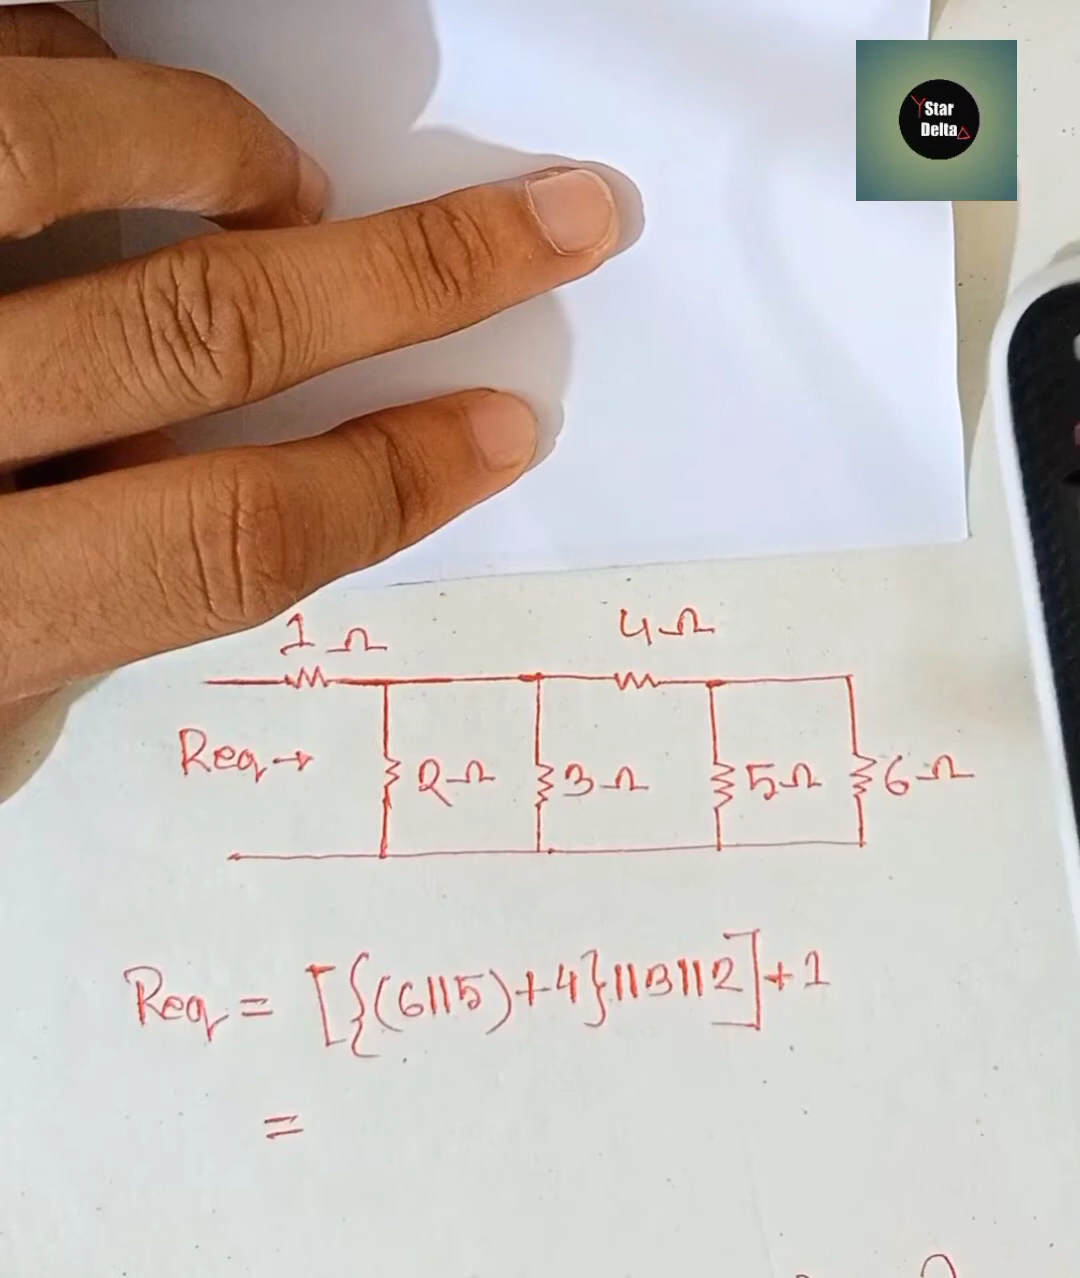 Star
Delta
1Ω 4Ω
Req→ 2Ω 3Ω 5Ω 6Ω
Req = [{(6||5)+4}||3||2]+1
=